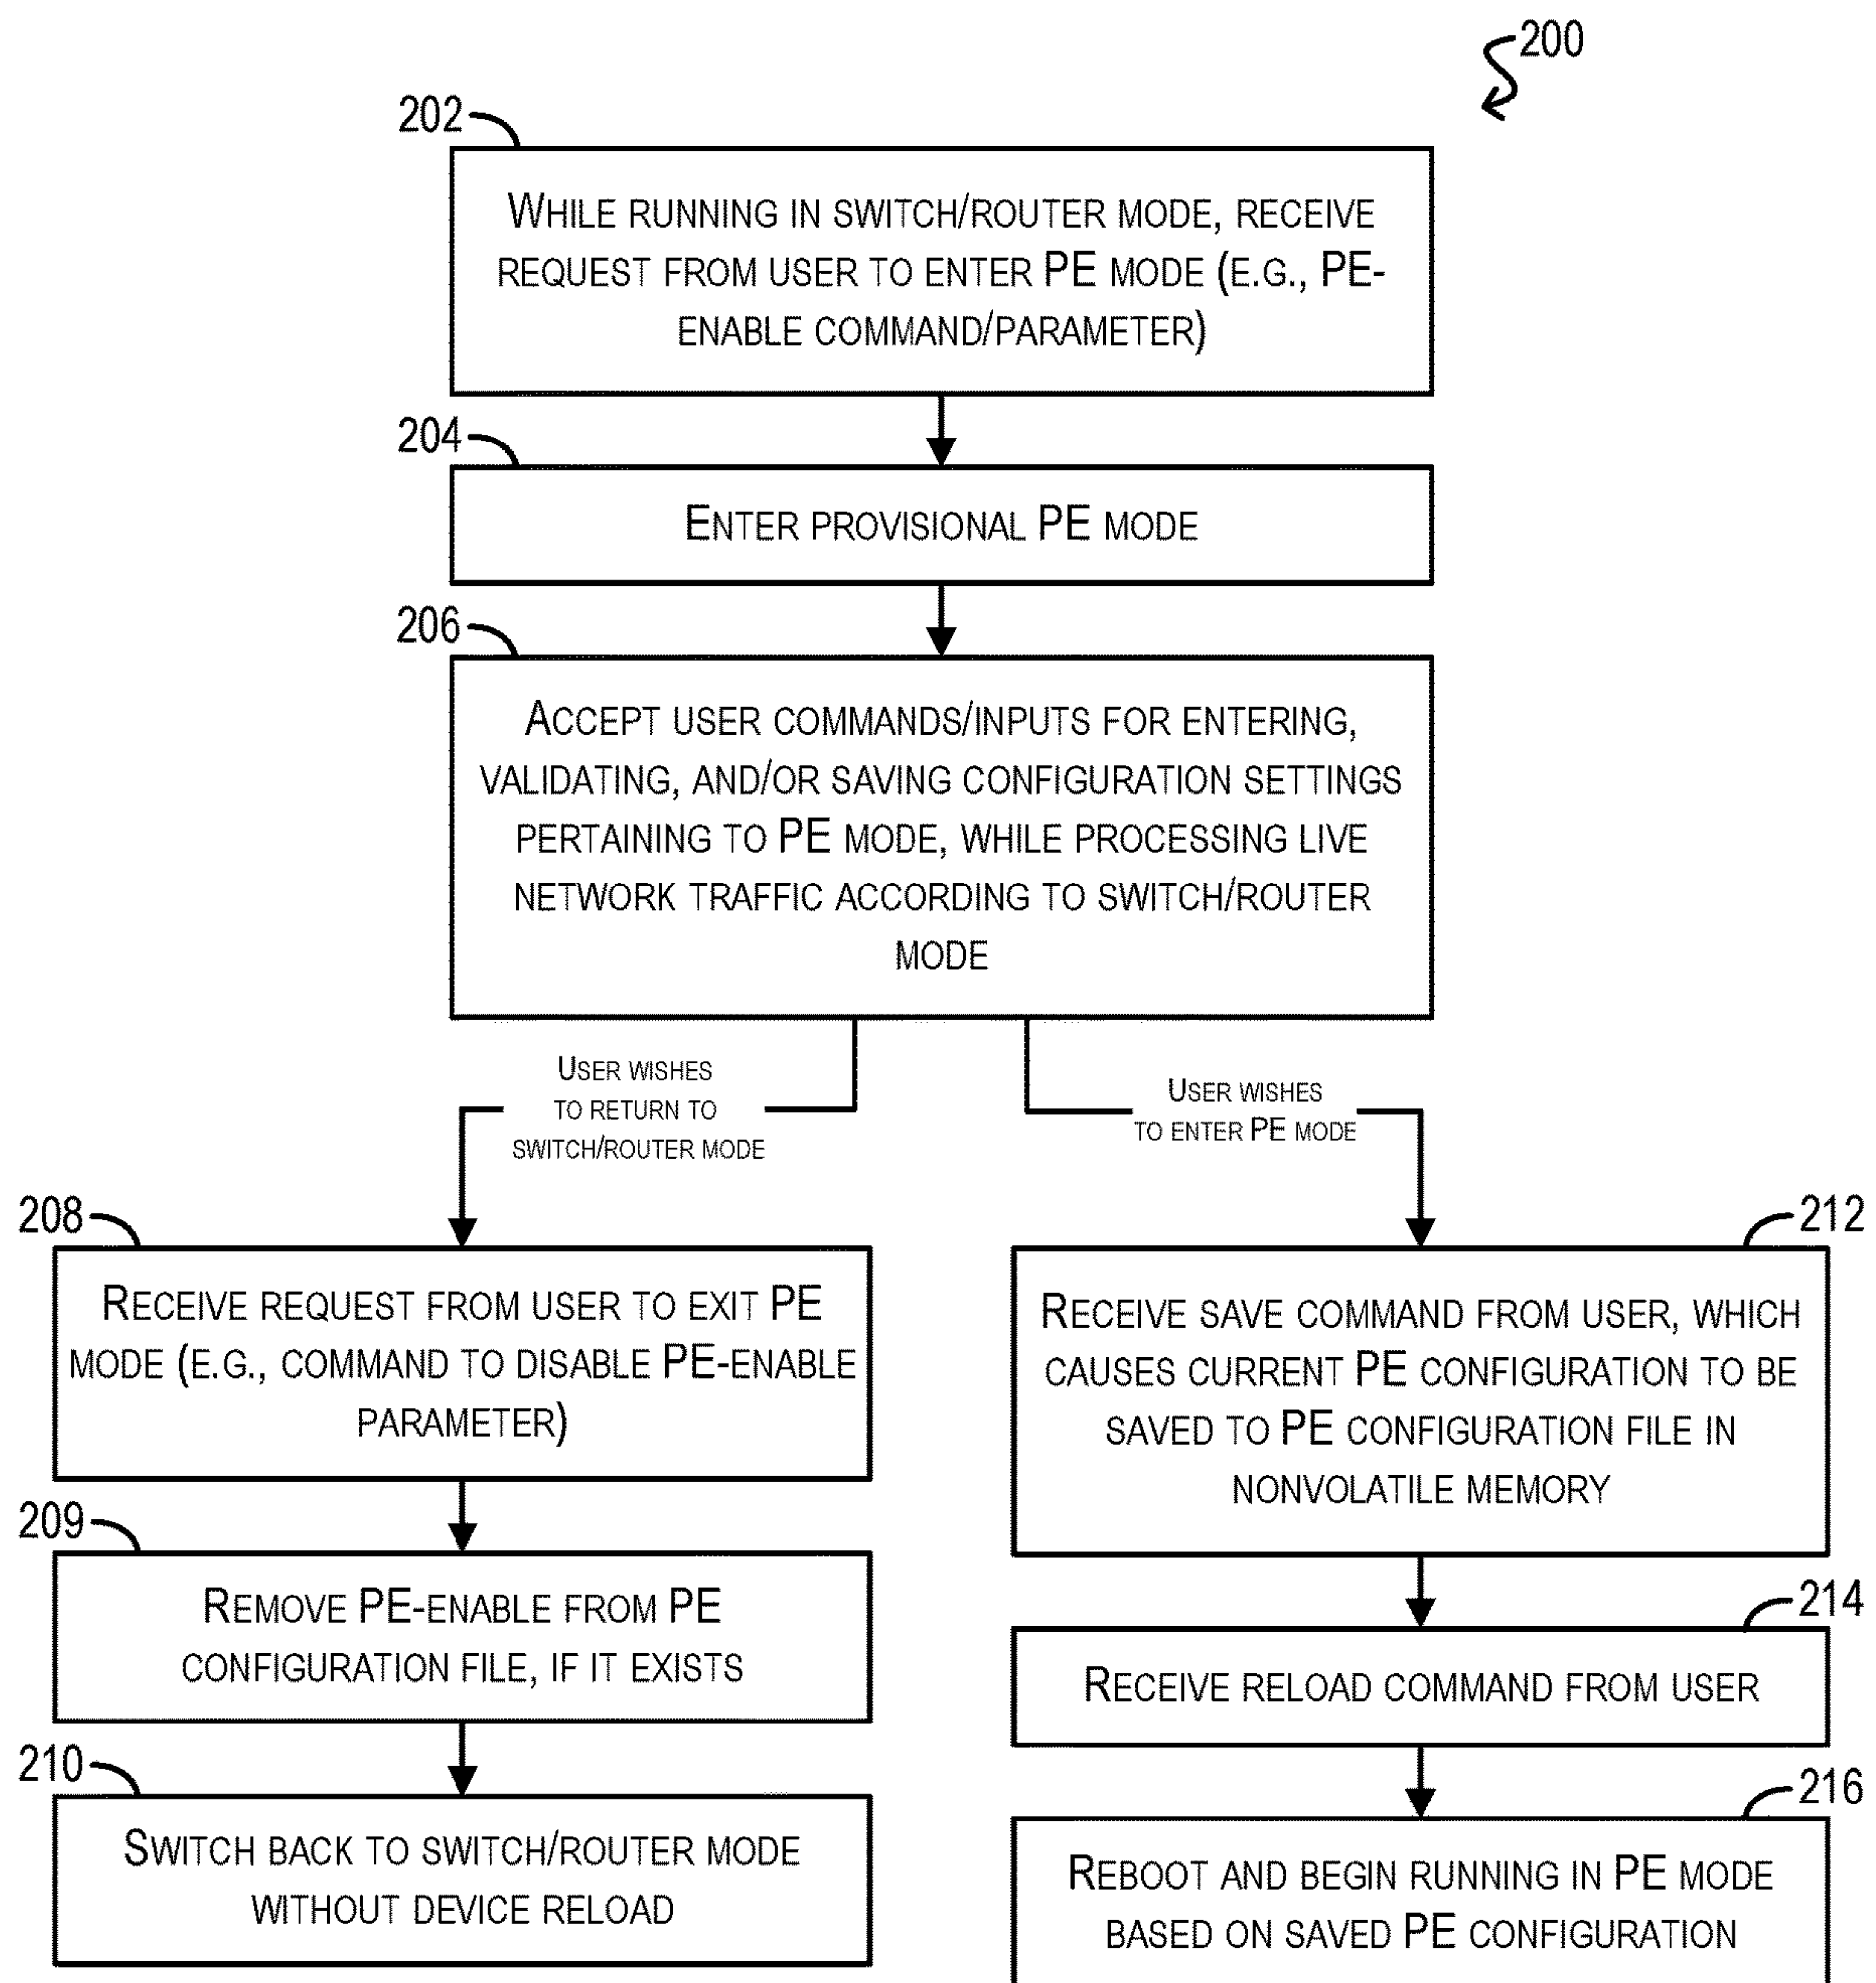 200
202
WHILE RUNNING IN SWITCH/ROUTER MODE, RECEIVE
REQUEST FROM USER TO ENTER PE MODE (E.G., PE-
ENABLE COMMAND/PARAMETER)
204
ENTER PROVISIONAL PE MODE
206
ACCEPT USER COMMANDS/INPUTS FOR ENTERING,
VALIDATING, AND/OR SAVING CONFIGURATION SETTINGS
PERTAINING TO PE MODE, WHILE PROCESSING LIVE
NETWORK TRAFFIC ACCORDING TO SWITCH/ROUTER
MODE
USER WISHES
TO RETURN TO
SWITCH/ROUTER MODE
USER WISHES
TO ENTER PE MODE
208
RECEIVE REQUEST FROM USER TO EXIT PE
MODE (E.G., COMMAND TO DISABLE PE-ENABLE
PARAMETER)
209
REMOVE PE-ENABLE FROM PE
CONFIGURATION FILE, IF IT EXISTS
210
SWITCH BACK TO SWITCH/ROUTER MODE
WITHOUT DEVICE RELOAD
212
RECEIVE SAVE COMMAND FROM USER, WHICH
CAUSES CURRENT PE CONFIGURATION TO BE
SAVED TO PE CONFIGURATION FILE IN
NONVOLATILE MEMORY
214
RECEIVE RELOAD COMMAND FROM USER
216
REBOOT AND BEGIN RUNNING IN PE MODE
BASED ON SAVED PE CONFIGURATION